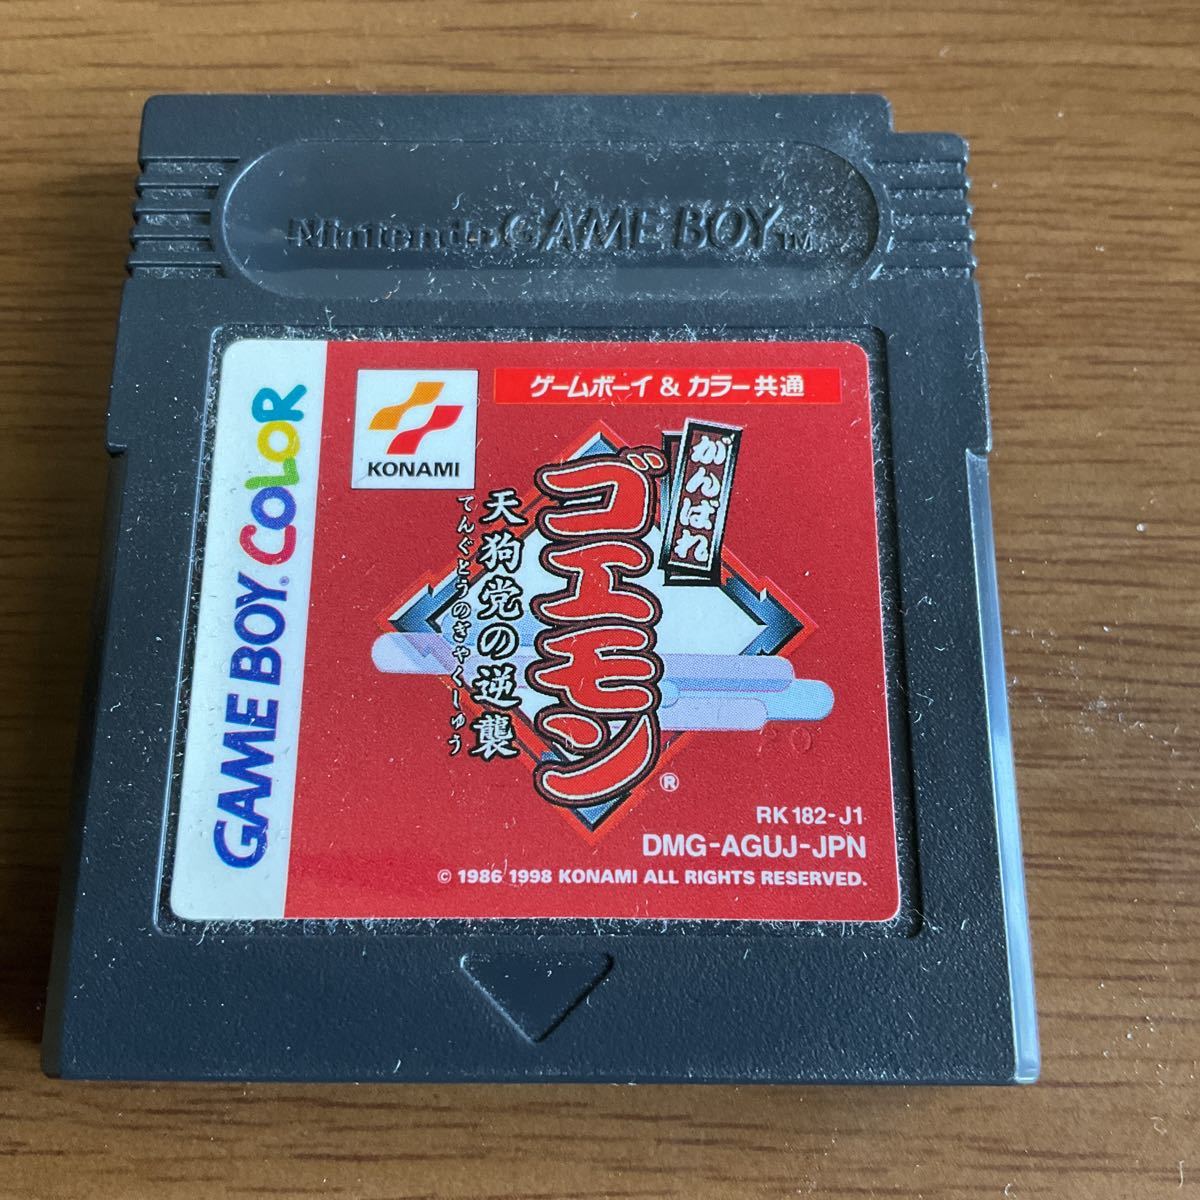 Nintendo GAME BOY™
GAME BOY® COLOR
KONAMI
ゲームボーイ & カラー共通
がんばれ
ゴエモン®
天狗党の逆襲
てんぐとうのぎゃくしゅう
RK182-J1
DMG-AGUJ-JPN
© 1986 1998 KONAMI ALL RIGHTS RESERVED.